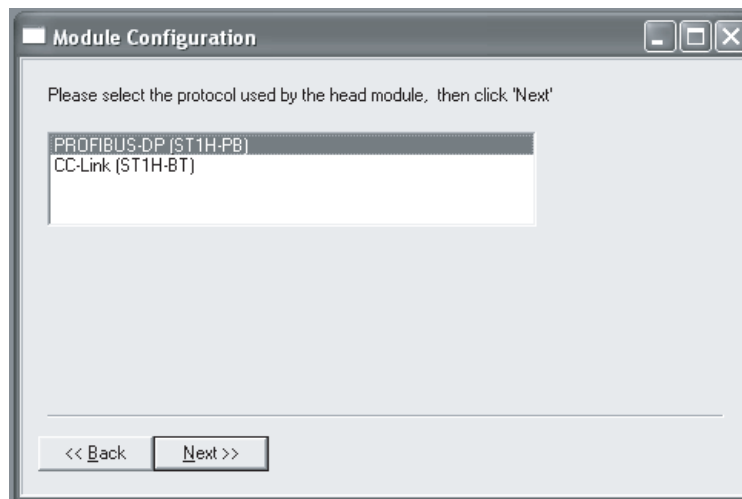 Module Configuration
Please select the protocol used by the head module, then click 'Next'
PROFIBUS-DP (ST1H-PB)
CC-Link (ST1H-BT)
<< Back
Next >>